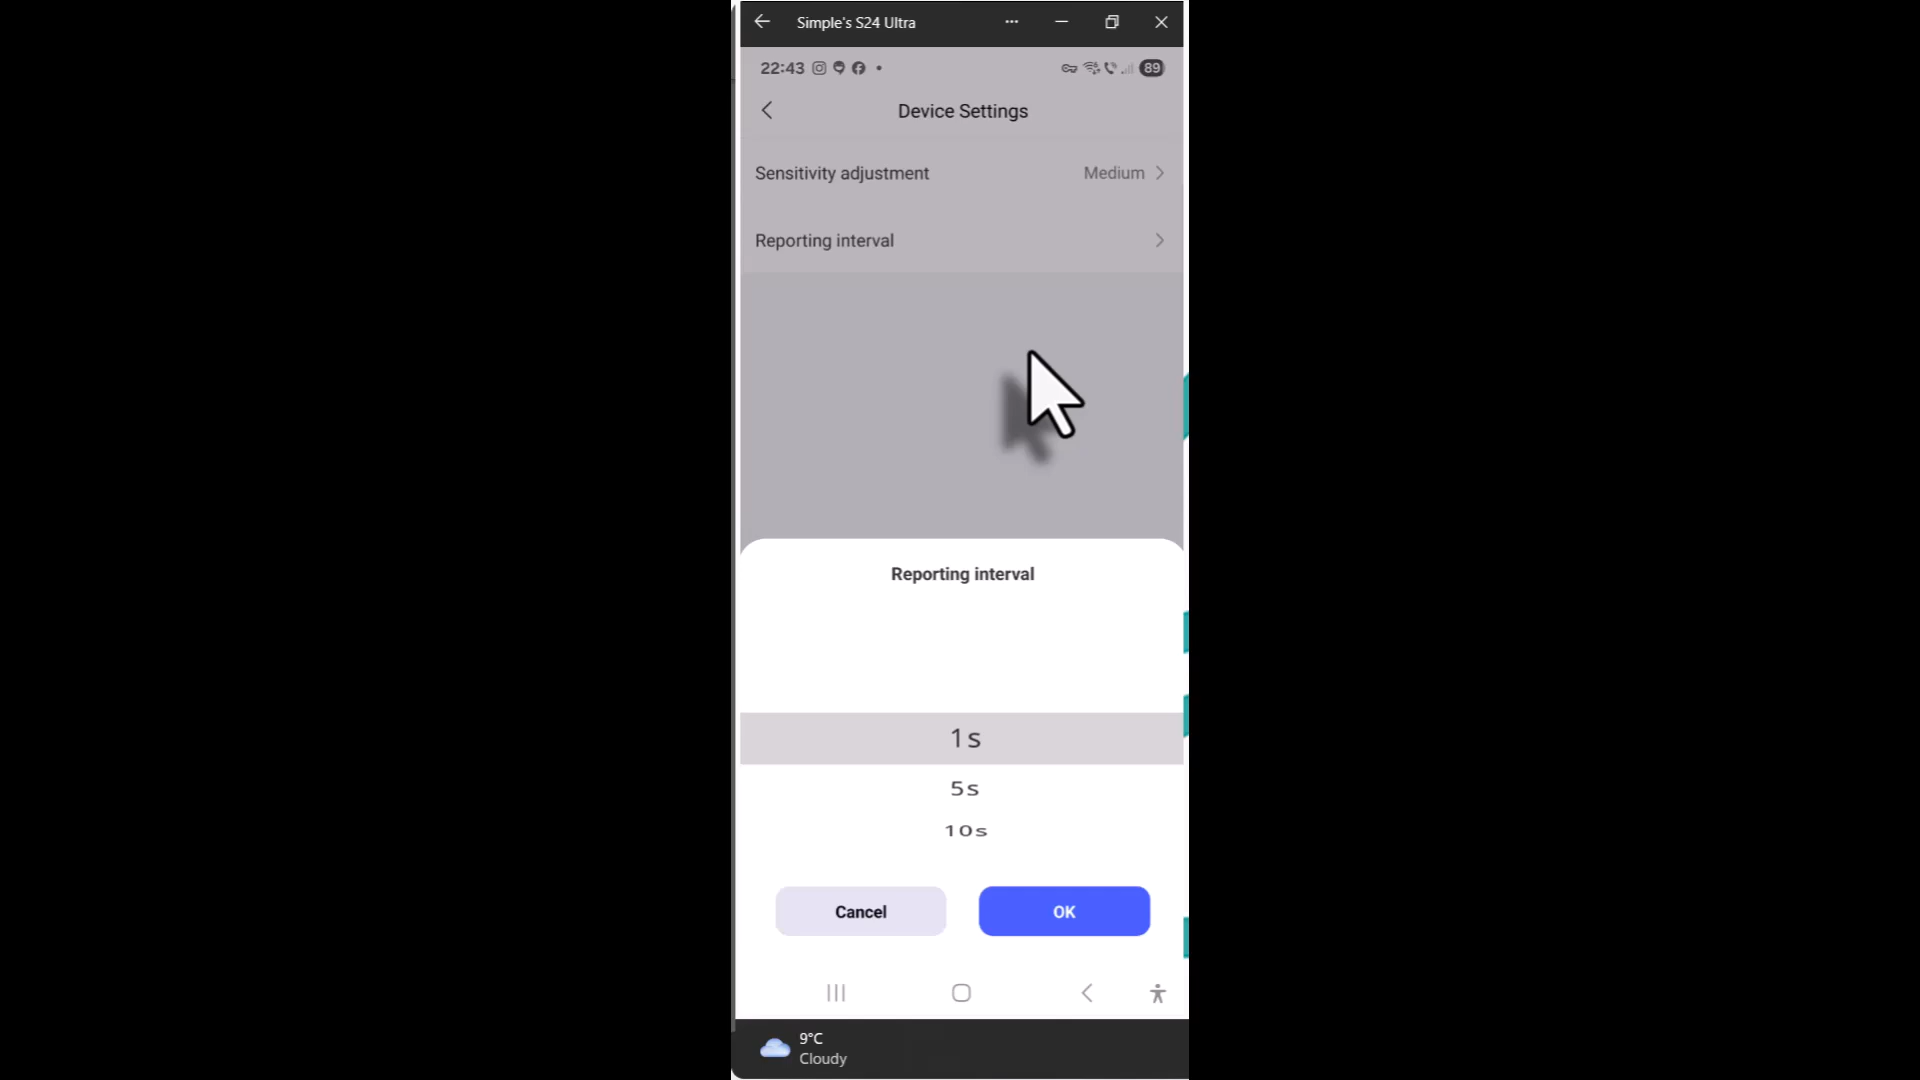 Simple's S24 Ultra
22:43
89
Device Settings
Sensitivity adjustment Medium
Reporting interval
Reporting interval
1s
5s
10s
Cancel OK
9°C
Cloudy